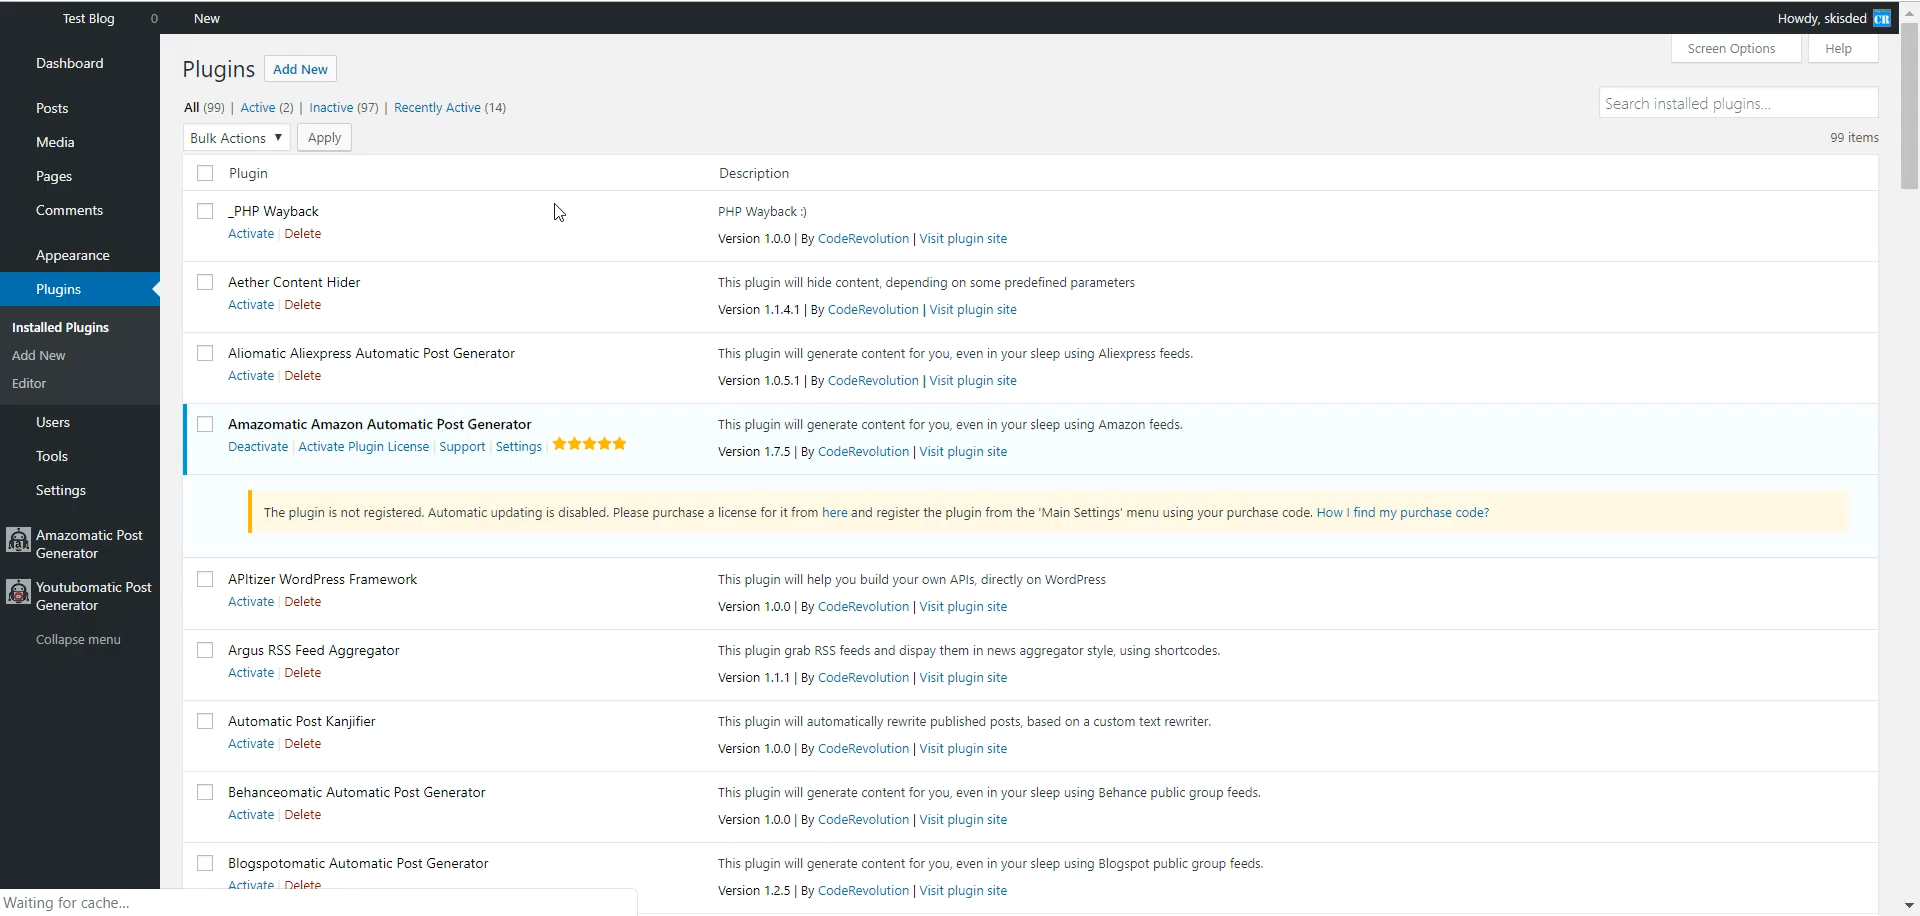 Test Blog 0 New Howdy, skisded CR
Screen Options Help
Dashboard
Posts
Media
Pages
Comments
Appearance
Plugins
Installed Plugins
Add New
Editor
Users
Tools
Settings
Amazomatic Post
Generator
Youtubomatic Post
Generator
Collapse menu
Plugins Add New
All (99) | Active (2) | Inactive (97) | Recently Active (14)
Search installed plugins...
Bulk Actions Apply
99 items
Plugin Description
_PHP Wayback
Activate | Delete
PHP Wayback :)
Version 1.0.0 | By CodeRevolution | Visit plugin site
Aether Content Hider
Activate | Delete
This plugin will hide content, depending on some predefined parameters
Version 1.1.4.1 | By CodeRevolution | Visit plugin site
Aliomatic Aliexpress Automatic Post Generator
Activate | Delete
This plugin will generate content for you, even in your sleep using Aliexpress feeds.
Version 1.0.5.1 | By CodeRevolution | Visit plugin site
Amazomatic Amazon Automatic Post Generator
Deactivate | Activate Plugin License | Support | Settings |
This plugin will generate content for you, even in your sleep using Amazon feeds.
Version 1.7.5 | By CodeRevolution | Visit plugin site
The plugin is not registered. Automatic updating is disabled. Please purchase a license for it from here and register the plugin from the 'Main Settings' menu using your purchase code. How I find my purchase code?
APItizer WordPress Framework
Activate | Delete
This plugin will help you build your own APIs, directly on WordPress
Version 1.0.0 | By CodeRevolution | Visit plugin site
Argus RSS Feed Aggregator
Activate | Delete
This plugin grab RSS feeds and dispay them in news aggregator style, using shortcodes.
Version 1.1.1 | By CodeRevolution | Visit plugin site
Automatic Post Kanjifier
Activate | Delete
This plugin will automatically rewrite published posts, based on a custom text rewriter.
Version 1.0.0 | By CodeRevolution | Visit plugin site
Behanceomatic Automatic Post Generator
Activate | Delete
This plugin will generate content for you, even in your sleep using Behance public group feeds.
Version 1.0.0 | By CodeRevolution | Visit plugin site
Blogspotomatic Automatic Post Generator
Activate | Delete
This plugin will generate content for you, even in your sleep using Blogspot public group feeds.
Version 1.2.5 | By CodeRevolution | Visit plugin site
Waiting for cache...